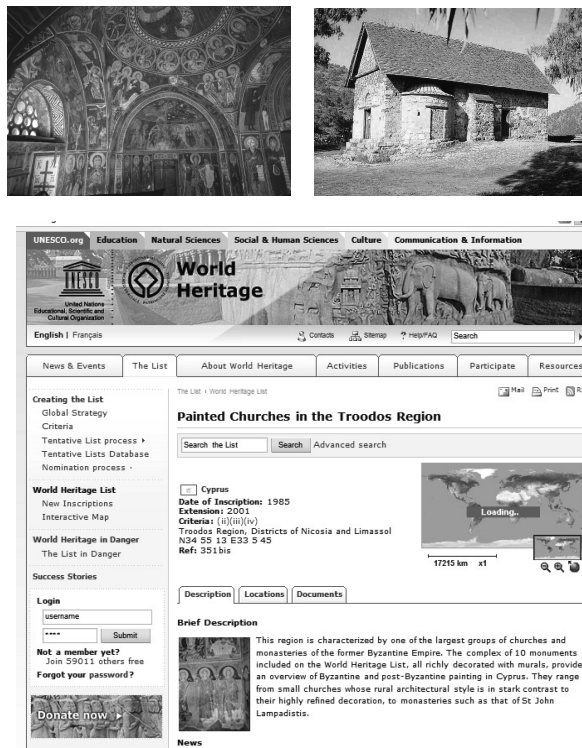 UNESCO.org Education Natural Sciences Social & Human Sciences Culture Communication & Information
UNESCO
United Nations
Educational, Scientific and
Cultural Organization
World
Heritage
English | Français
Contacts Sitemap ? Help/FAQ Search
News & Events The List About World Heritage Activities Publications Participate Resources
Creating the List
Global Strategy
Criteria
Tentative List process
Tentative Lists Database
Nomination process
World Heritage List
New Inscriptions
Interactive Map
World Heritage in Danger
The List in Danger
Success Stories
Login
username
****
Submit
Not a member yet?
Join 59011 others free
Forgot your password?
Donate now
The List › World Heritage List
Mail Print
Painted Churches in the Troodos Region
Search the List Search Advanced search
Cyprus
Date of Inscription: 1985
Extension: 2001
Criteria: (ii)(iii)(iv)
Troodos Region, Districts of Nicosia and Limassol
N34 55 13 E33 5 45
Ref: 351bis
Loading..
17215 km x1
Description Locations Documents
Brief Description
This region is characterized by one of the largest groups of churches and
monasteries of the former Byzantine Empire. The complex of 10 monuments
included on the World Heritage List, all richly decorated with murals, provide
an overview of Byzantine and post-Byzantine painting in Cyprus. They range
from small churches whose rural architectural style is in stark contrast to
their highly refined decoration, to monasteries such as that of St John
Lampadistis.
News